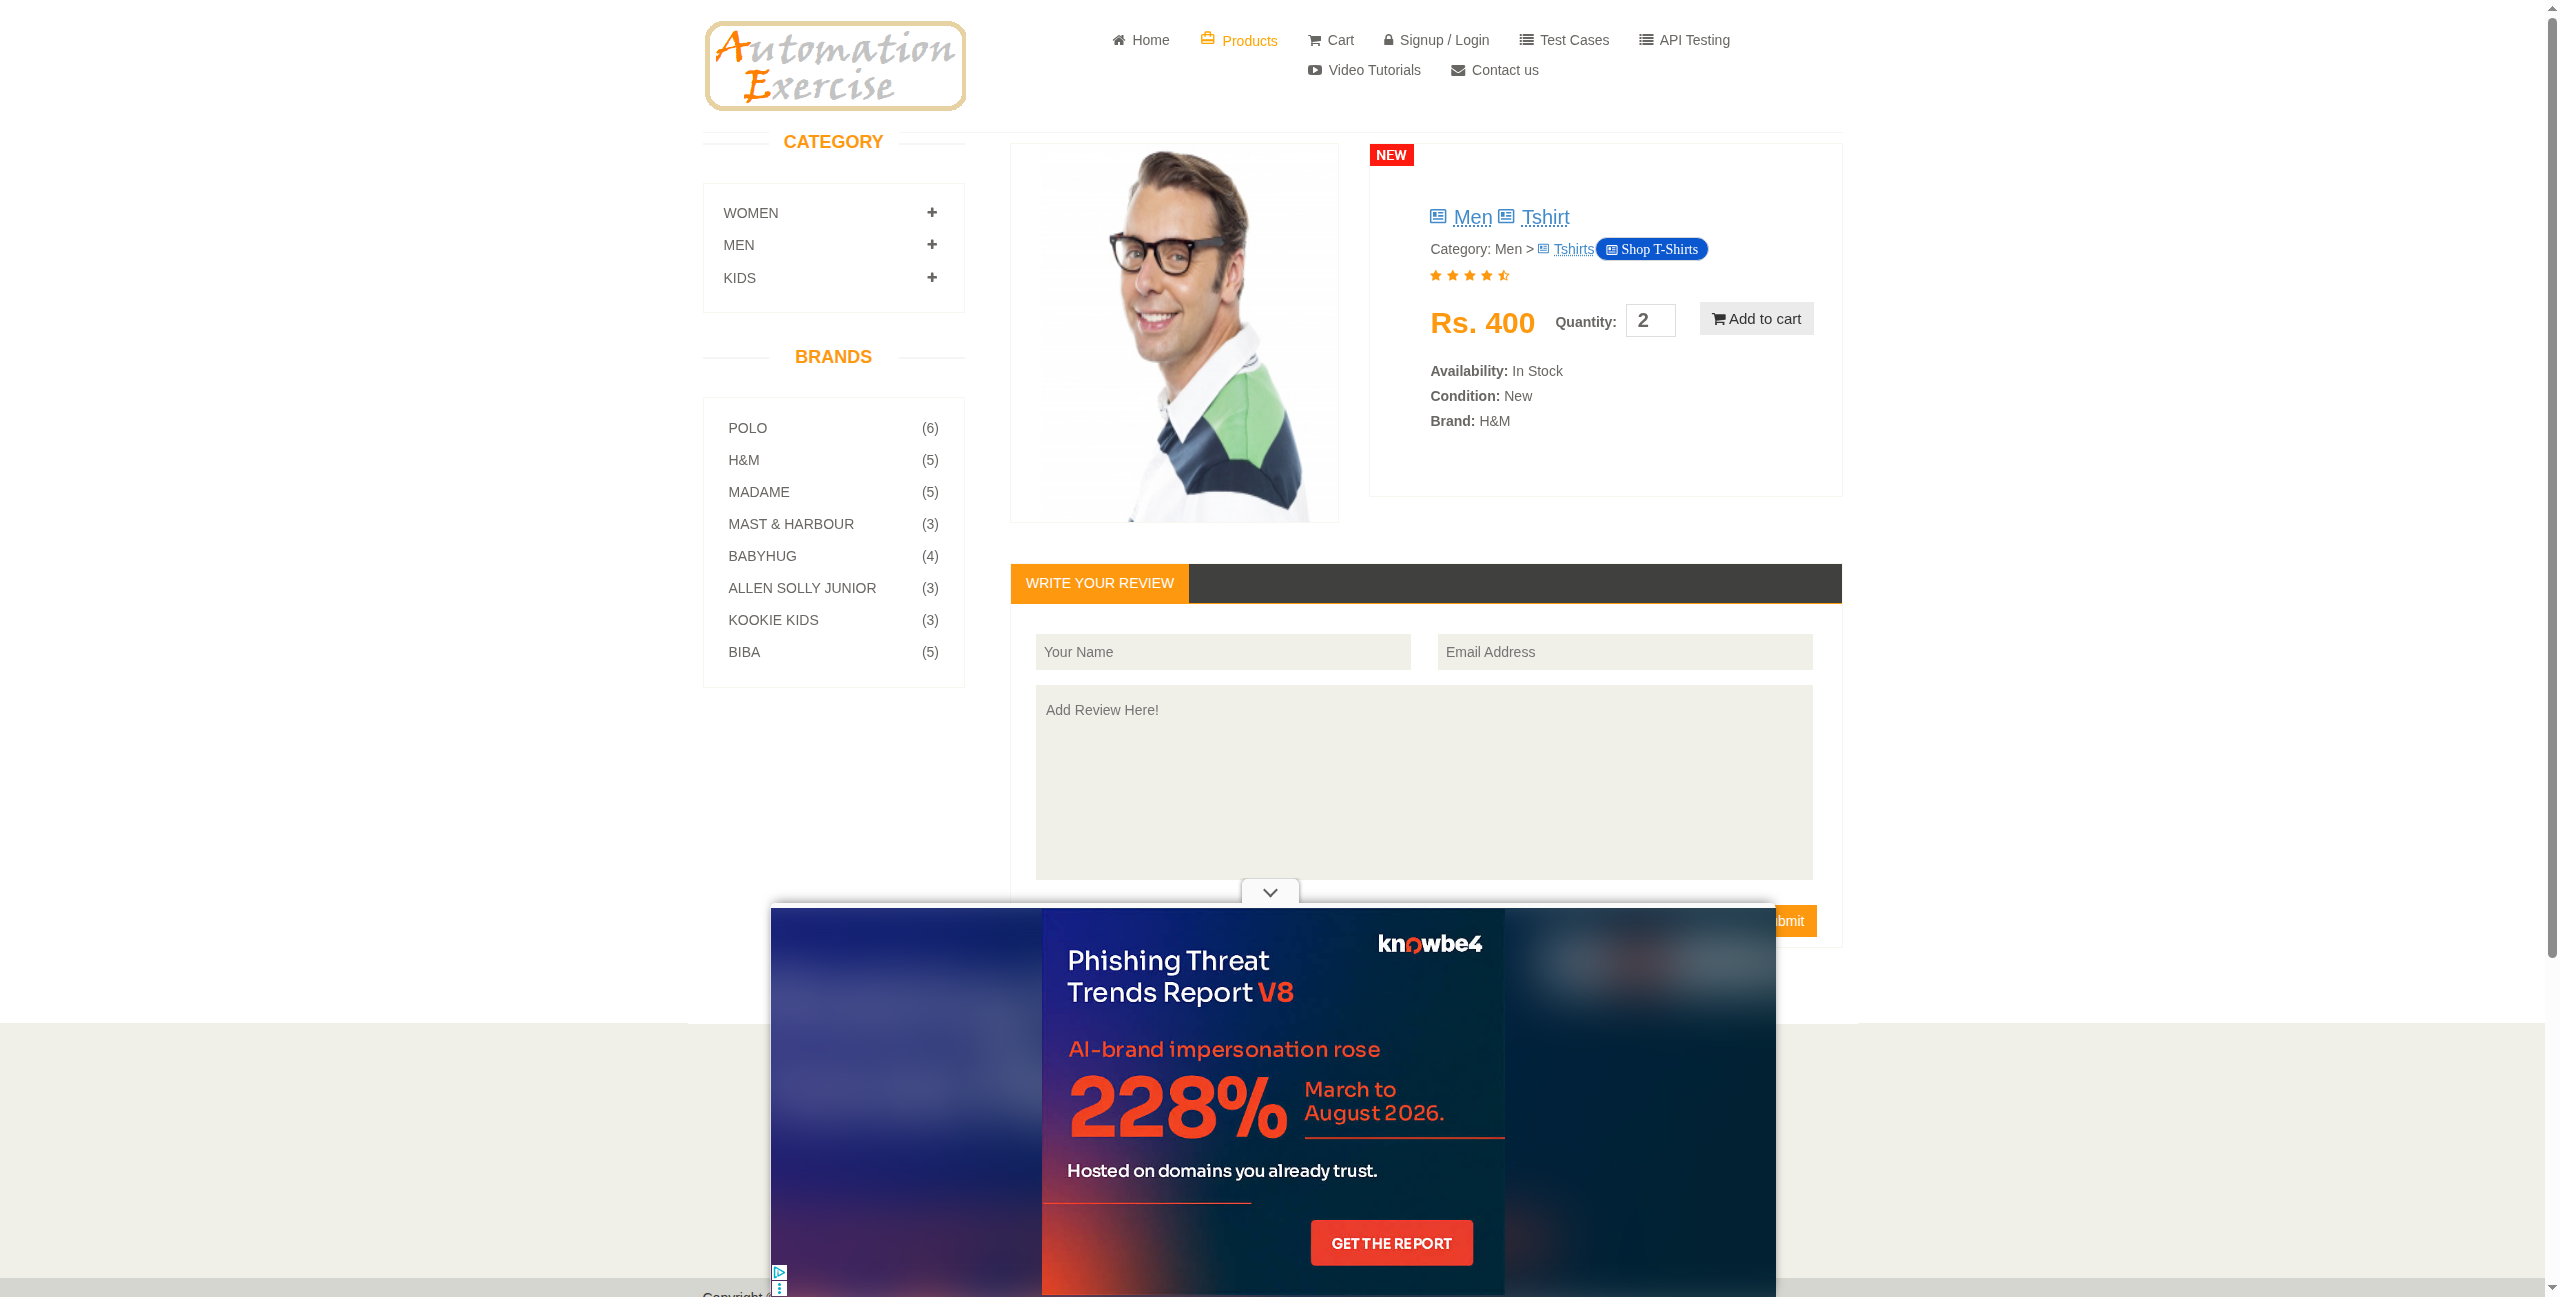 Automation
Exercise
Home
Products
Cart
Signup / Login
Test Cases
API Testing
Video Tutorials
Contact us
CATEGORY
WOMEN
MEN
KIDS
BRANDS
POLO (6)
H&M (5)
MADAME (5)
MAST & HARBOUR (3)
BABYHUG (4)
ALLEN SOLLY JUNIOR (3)
KOOKIE KIDS (3)
BIBA (5)
NEW
Men Tshirt
Category: Men > Tshirts Shop T-Shirts
Rs. 400 Quantity: 2 Add to cart
Availability: In Stock
Condition: New
Brand: H&M
WRITE YOUR REVIEW
Your Name
Email Address
Add Review Here!
bmit
knowbe4
Phishing Threat
Trends Report V8
AI-brand impersonation rose
228% March to
August 2026.
Hosted on domains you already trust.
GET THE REPORT
Copyright